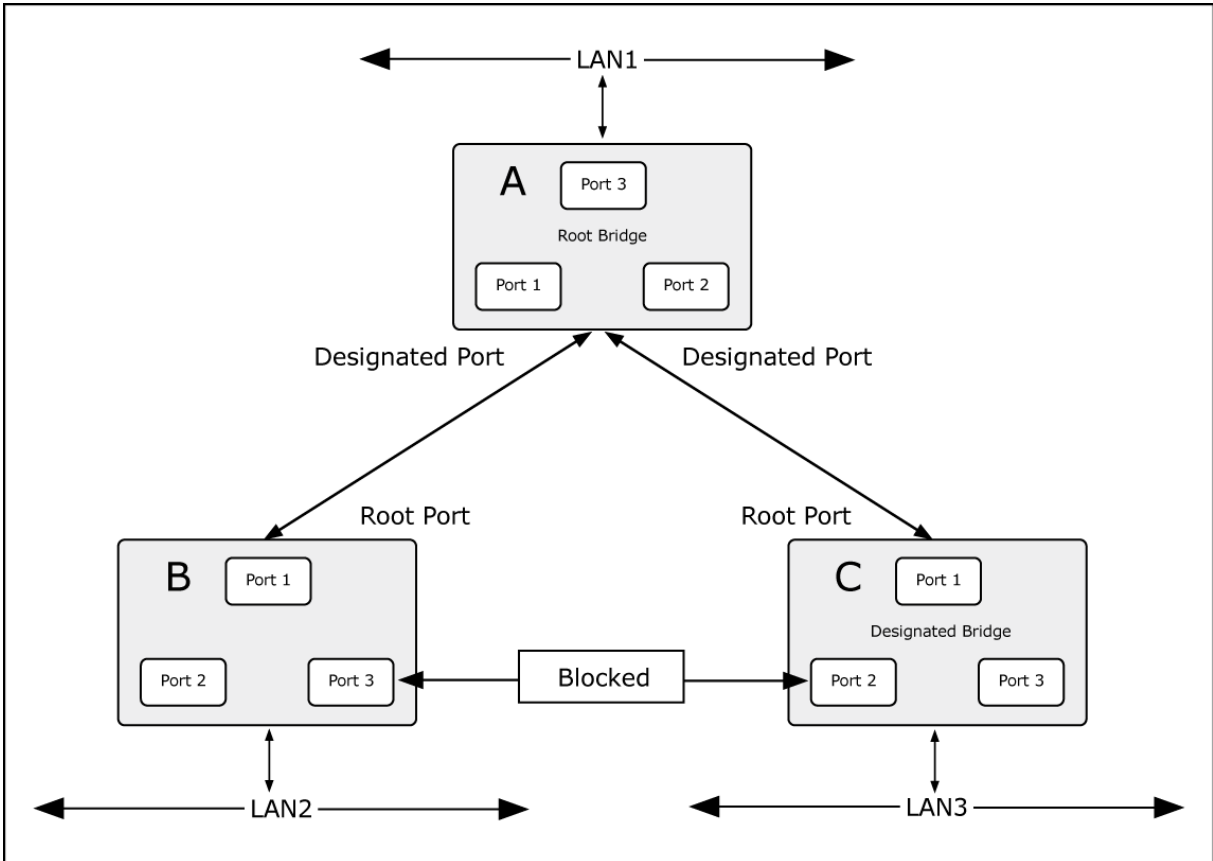 LAN1
A
Port 3
Root Bridge
Port 1
Port 2
Designated Port
Designated Port
Root Port
Root Port
B
Port 1
Port 2
Port 3
Blocked
C
Port 1
Designated Bridge
Port 2
Port 3
LAN2
LAN3